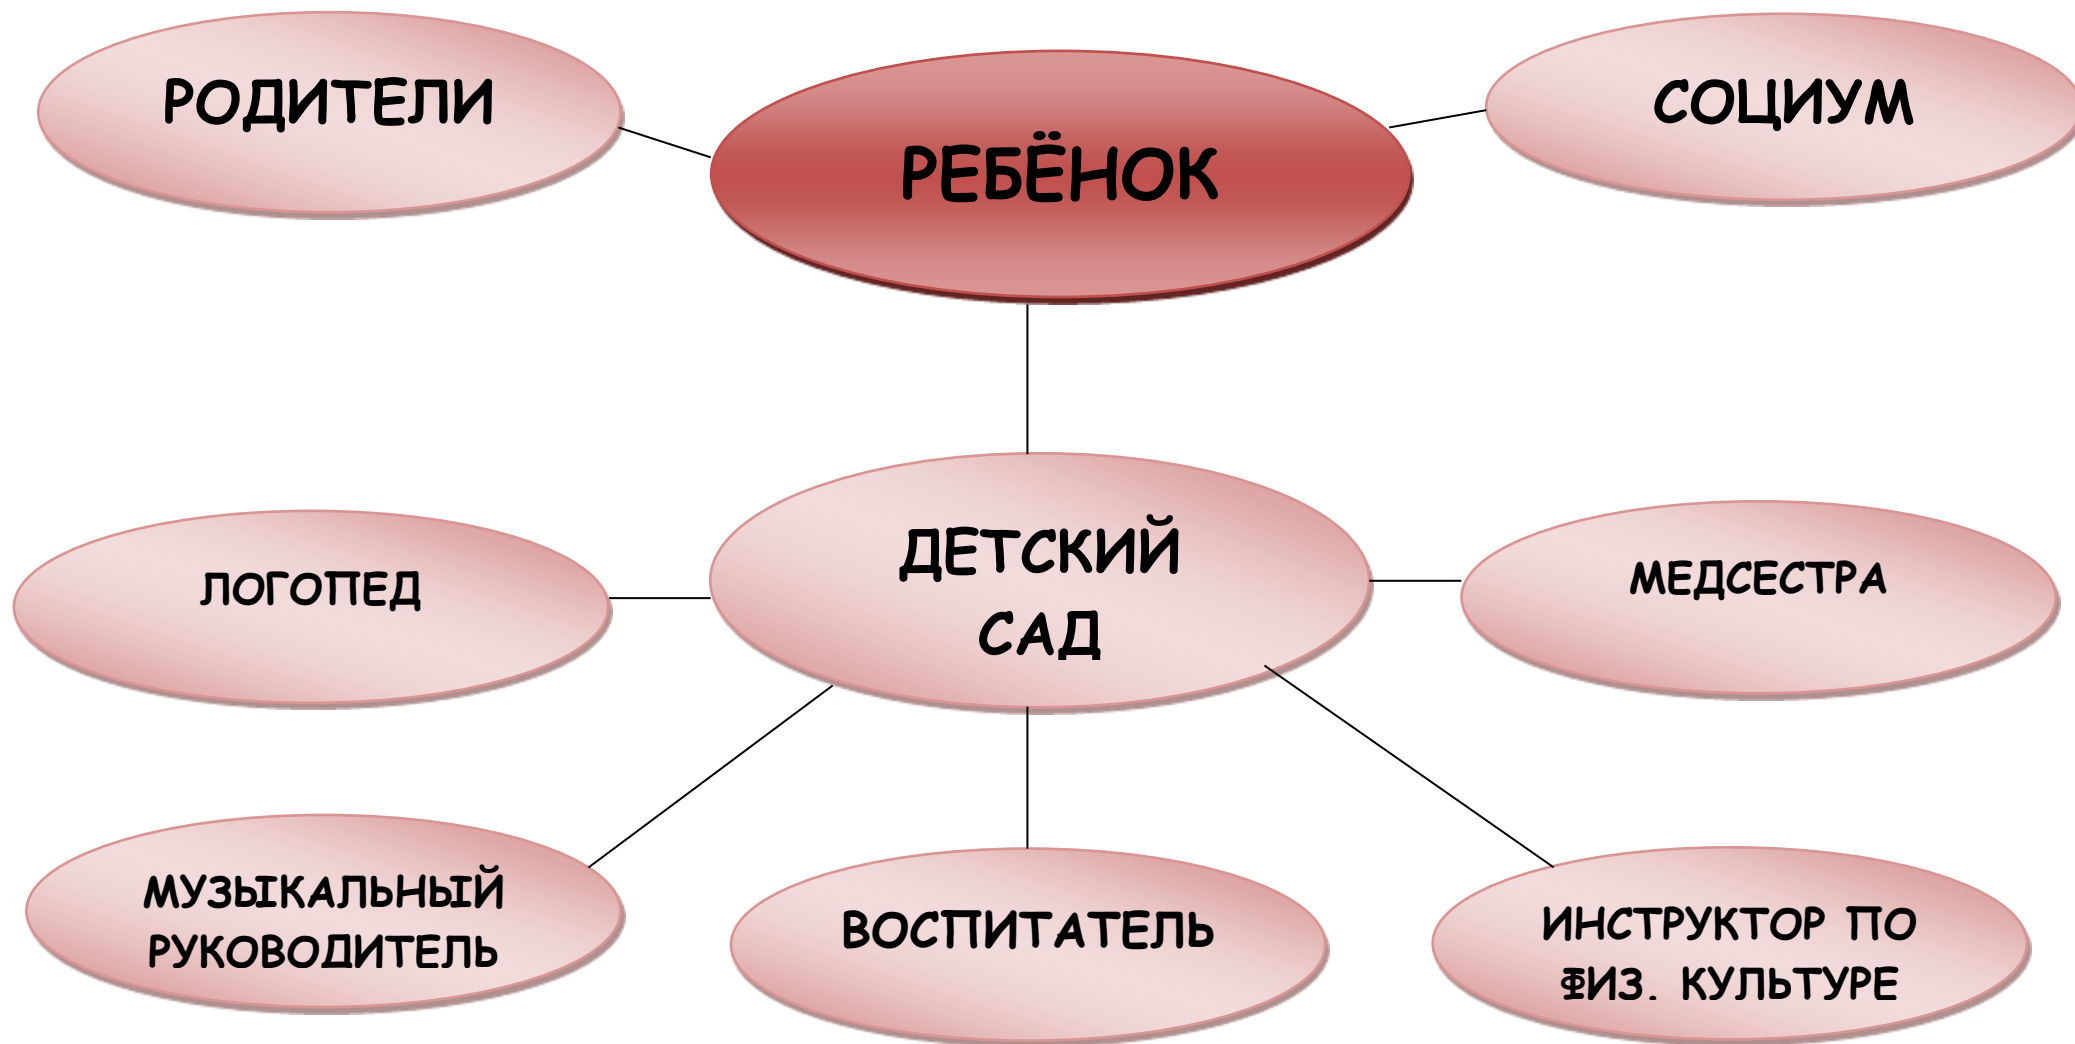 РОДИТЕЛИ
РЕБЁНОК
СОЦИУМ
ЛОГОПЕД
ДЕТСКИЙ
САД
МЕДСЕСТРА
МУЗЫКАЛЬНЫЙ
РУКОВОДИТЕЛЬ
ВОСПИТАТЕЛЬ
ИНСТРУКТОР ПО
ФИЗ. КУЛЬТУРЕ